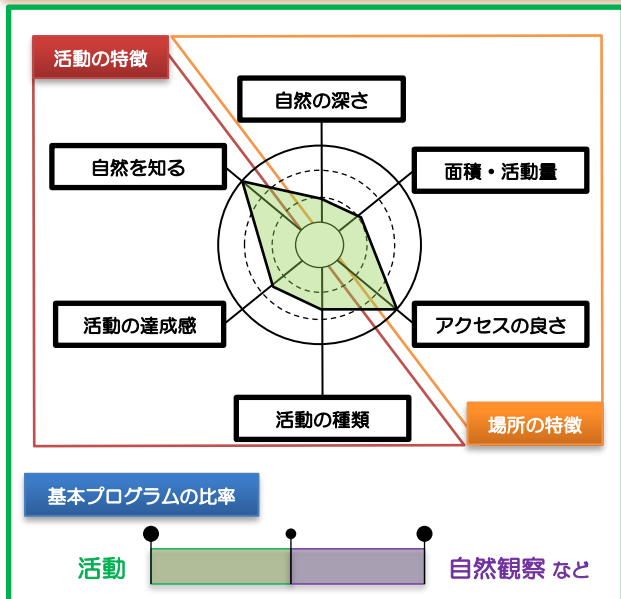 活動の特徴
自然の深さ
自然を知る
面積・活動量
活動の達成感
アクセスの良さ
活動の種類
場所の特徴
基本プログラムの比率
活動
自然観察 など